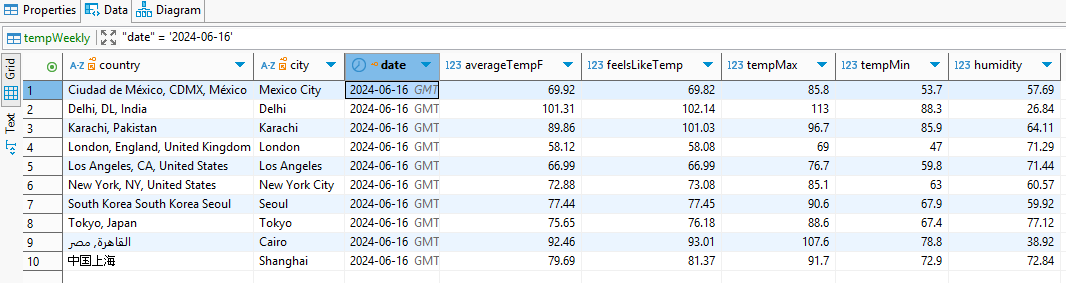 Properties Data Diagram
tempWeekly "date" = '2024-06-16'
Grid
Text
A-Z country A-Z city date 123 averageTempF 123 feelsLikeTemp 123 tempMax 123 tempMin 123 humidity
1 Ciudad de México, CDMX, México Mexico City 2024-06-16 GMT 69.92 69.82 85.8 53.7 57.69
2 Delhi, DL, India Delhi 2024-06-16 GMT 101.31 102.14 113 88.3 26.84
3 Karachi, Pakistan Karachi 2024-06-16 GMT 89.86 101.03 96.7 85.9 64.11
4 London, England, United Kingdom London 2024-06-16 GMT 58.12 58.08 69 47 71.29
5 Los Angeles, CA, United States Los Angeles 2024-06-16 GMT 66.99 66.99 76.7 59.8 71.44
6 New York, NY, United States New York City 2024-06-16 GMT 72.88 73.08 85.1 63 60.57
7 South Korea South Korea Seoul Seoul 2024-06-16 GMT 77.44 77.45 90.6 67.9 59.92
8 Tokyo, Japan Tokyo 2024-06-16 GMT 75.65 76.18 88.6 67.4 77.12
9 القاهرة, مصر Cairo 2024-06-16 GMT 92.46 93.01 107.6 78.8 38.92
10 中国上海 Shanghai 2024-06-16 GMT 79.69 81.37 91.7 72.9 72.84